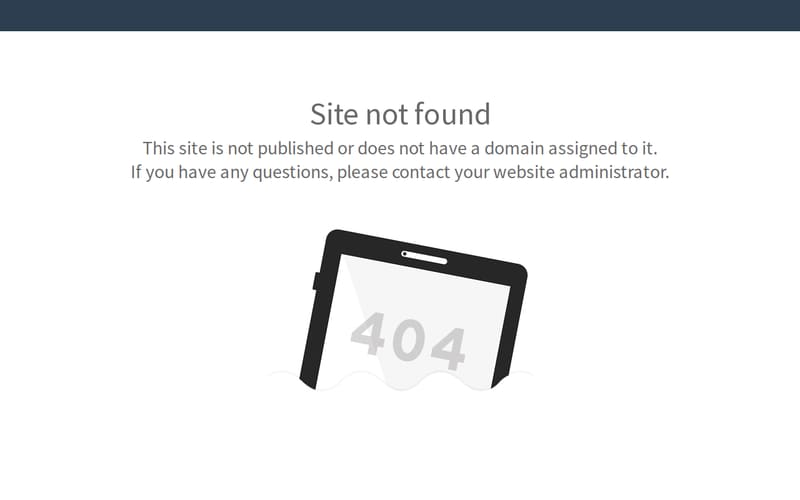 Site not found
This site is not published or does not have a domain assigned to it.
If you have any questions, please contact your website administrator.
404